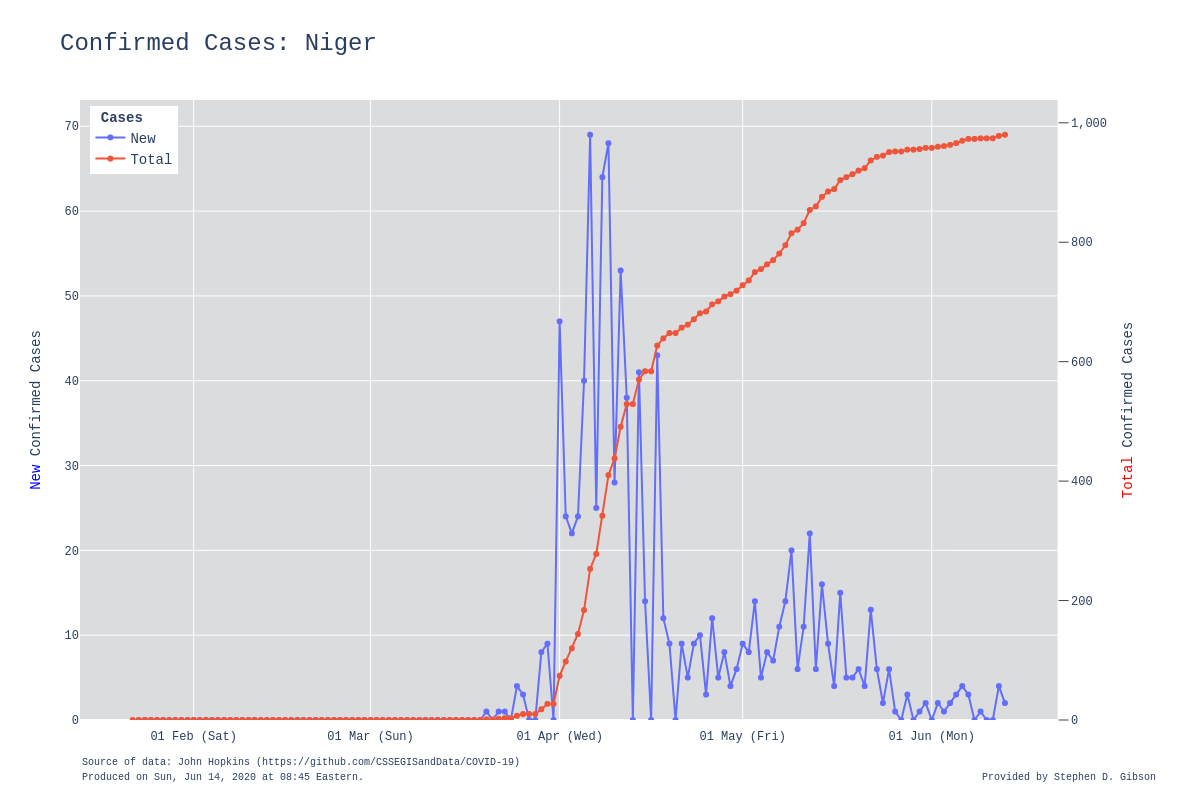 Confirmed Cases: Niger
Cases
New
Total
70
60
50
40
30
20
10
0
1,000
800
600
400
200
0
New Confirmed Cases
Total Confirmed Cases
01 Feb (Sat)
01 Mar (Sun)
01 Apr (Wed)
01 May (Fri)
01 Jun (Mon)
Source of data: John Hopkins (https://github.com/CSSEGISandData/COVID-19)
Produced on Sun, Jun 14, 2020 at 08:45 Eastern.
Provided by Stephen D. Gibson